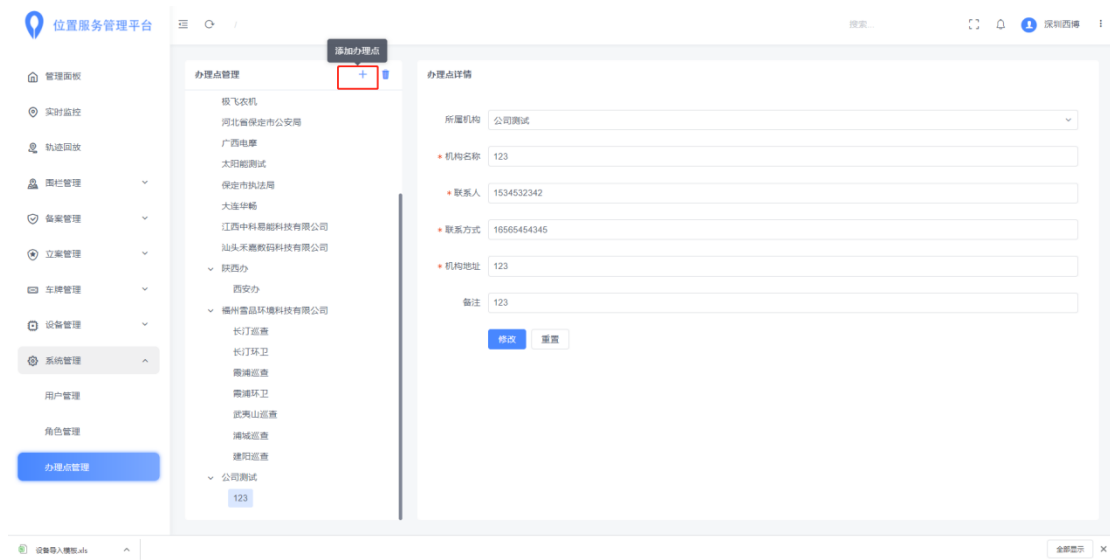 位置服务管理平台
/
搜索...
深圳西博
添加办理点
管理面板
实时监控
轨迹回放
围栏管理
备案管理
立案管理
车牌管理
设备管理
系统管理
用户管理
角色管理
办理点管理
办理点管理
极飞农机
河北省保定市公安局
广西电摩
太阳能测试
保定市执法局
大连华畅
江西中科易能科技有限公司
汕头禾嘉数码科技有限公司
陕西办
西安办
福州雪品环境科技有限公司
长汀巡查
长汀环卫
霞浦巡查
霞浦环卫
武夷山巡查
浦城巡查
建阳巡查
公司测试
123
办理点详情
所属机构 公司测试
* 机构名称 123
* 联系人 1534532342
* 联系方式 16565454345
* 机构地址 123
备注 123
修改 重置
设备导入模板.xls
全部显示